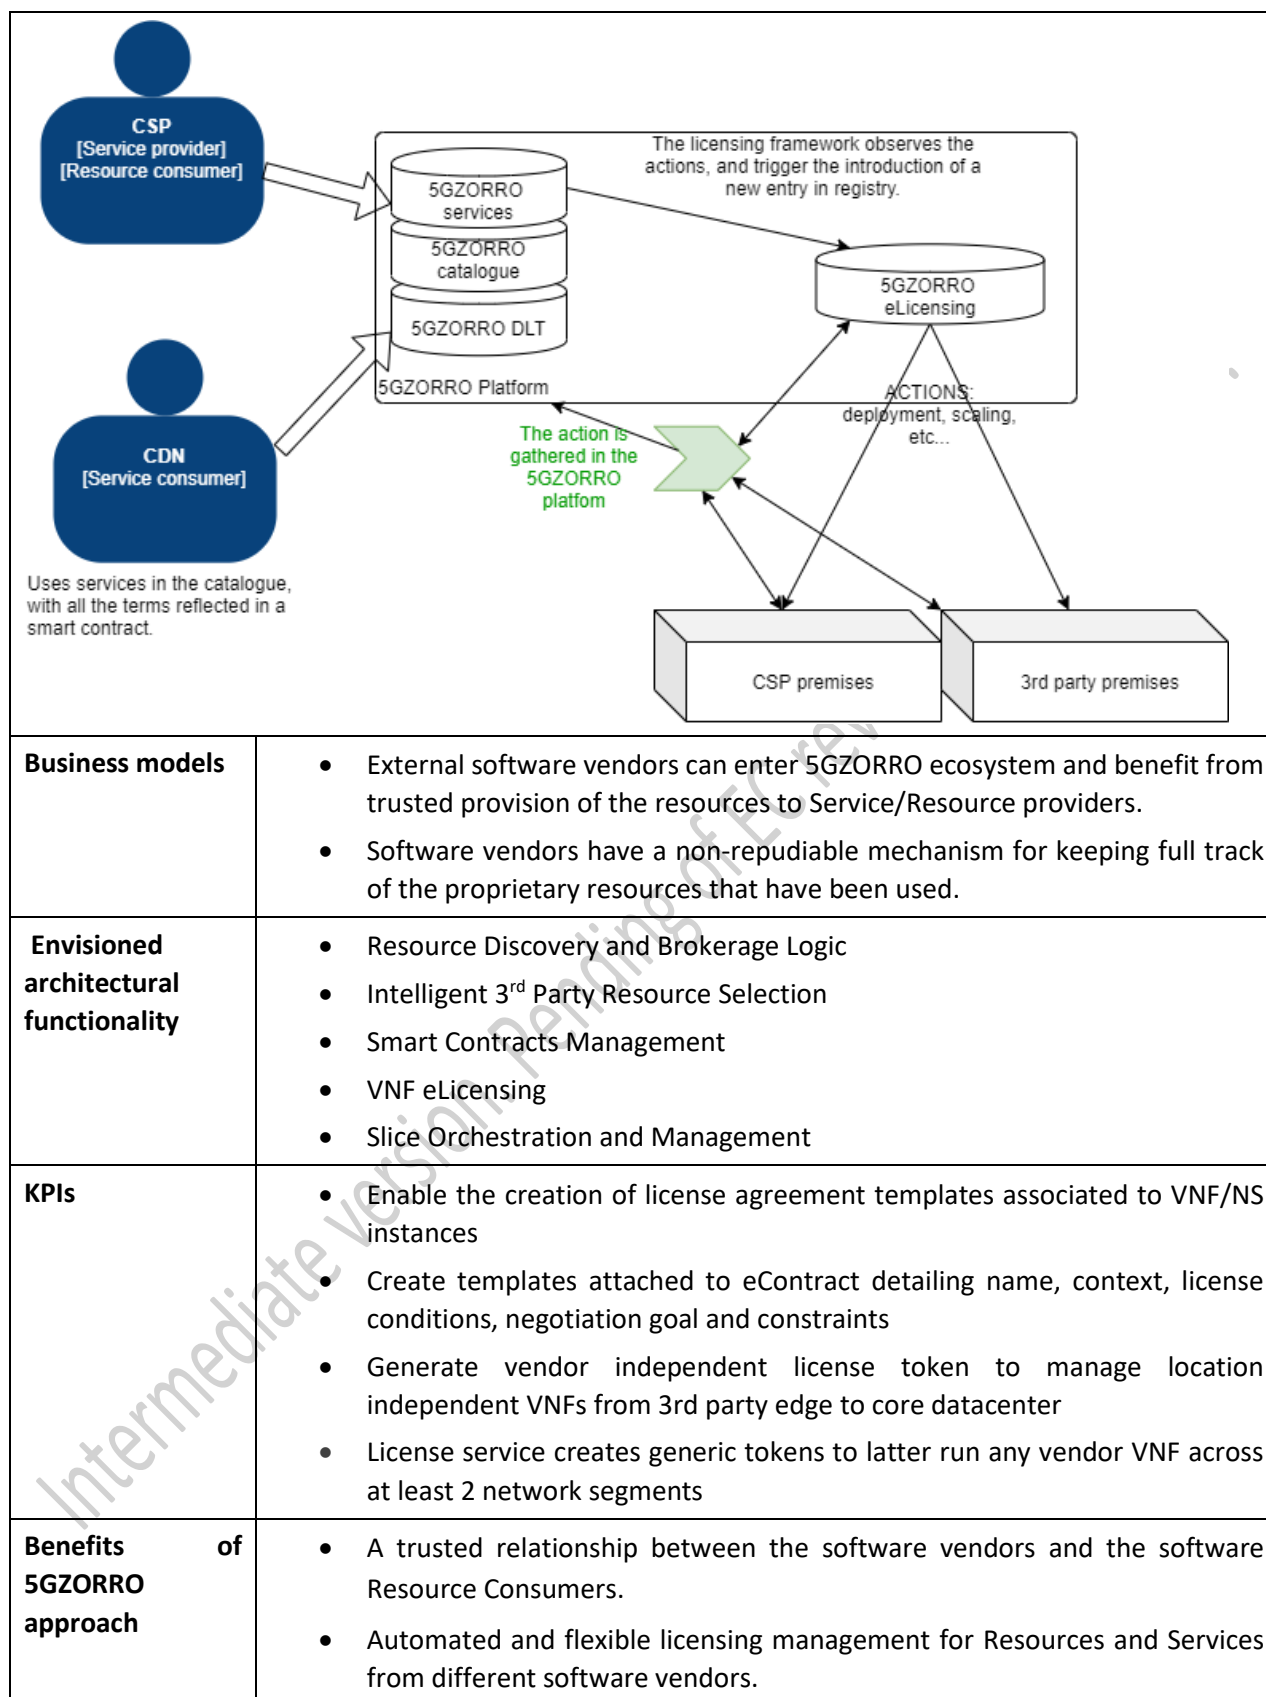 CSP
[Service provider]
[Resource consumer]
The licensing framework observes the
actions, and trigger the introduction of a
new entry in registry.
5GZORRO
services
5GZORRO
catalogue
5GZORRO DLT
5GZORRO
eLicensing
5GZORRO Platform
ACTIONS:
deployment, scaling,
etc...
The action is
gathered in the
5GZORRO
platfom
CDN
[Service consumer]
Uses services in the catalogue,
with all the terms reflected in a
smart contract.
CSP premises
3rd party premises
Business models
• External software vendors can enter 5GZORRO ecosystem and benefit from
trusted provision of the resources to Service/Resource providers.
• Software vendors have a non-repudiable mechanism for keeping full track
of the proprietary resources that have been used.
Envisioned
architectural
functionality
• Resource Discovery and Brokerage Logic
• Intelligent 3rd Party Resource Selection
• Smart Contracts Management
• VNF eLicensing
• Slice Orchestration and Management
KPIs
• Enable the creation of license agreement templates associated to VNF/NS
instances
• Create templates attached to eContract detailing name, context, license
conditions, negotiation goal and constraints
• Generate vendor independent license token to manage location
independent VNFs from 3rd party edge to core datacenter
• License service creates generic tokens to latter run any vendor VNF across
at least 2 network segments
Benefits of
5GZORRO
approach
• A trusted relationship between the software vendors and the software
Resource Consumers.
• Automated and flexible licensing management for Resources and Services
from different software vendors.
Intermediate version. Pending of EC rev